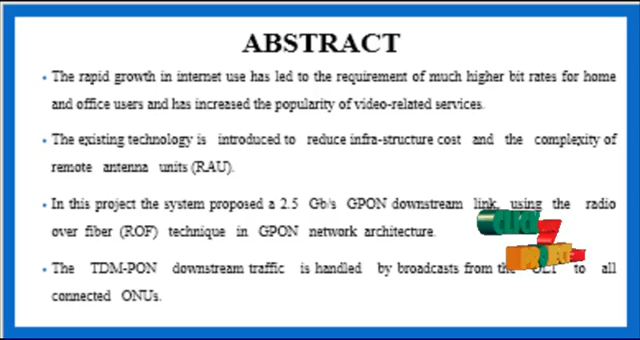 ABSTRACT
• The rapid growth in internet use has led to the requirement of much higher bit rates for home
and office users and has increased the popularity of video-related services.
• The existing technology is introduced to reduce infra-structure cost and the complexity of
remote antenna units (RAU).
• In this project the system proposed a 2.5 Gb/s GPON downstream link, using the radio
over fiber (ROF) technique in GPON network architecture.
• The TDM-PON downstream traffic is handled by broadcasts from the OLT to all
connected ONUs.